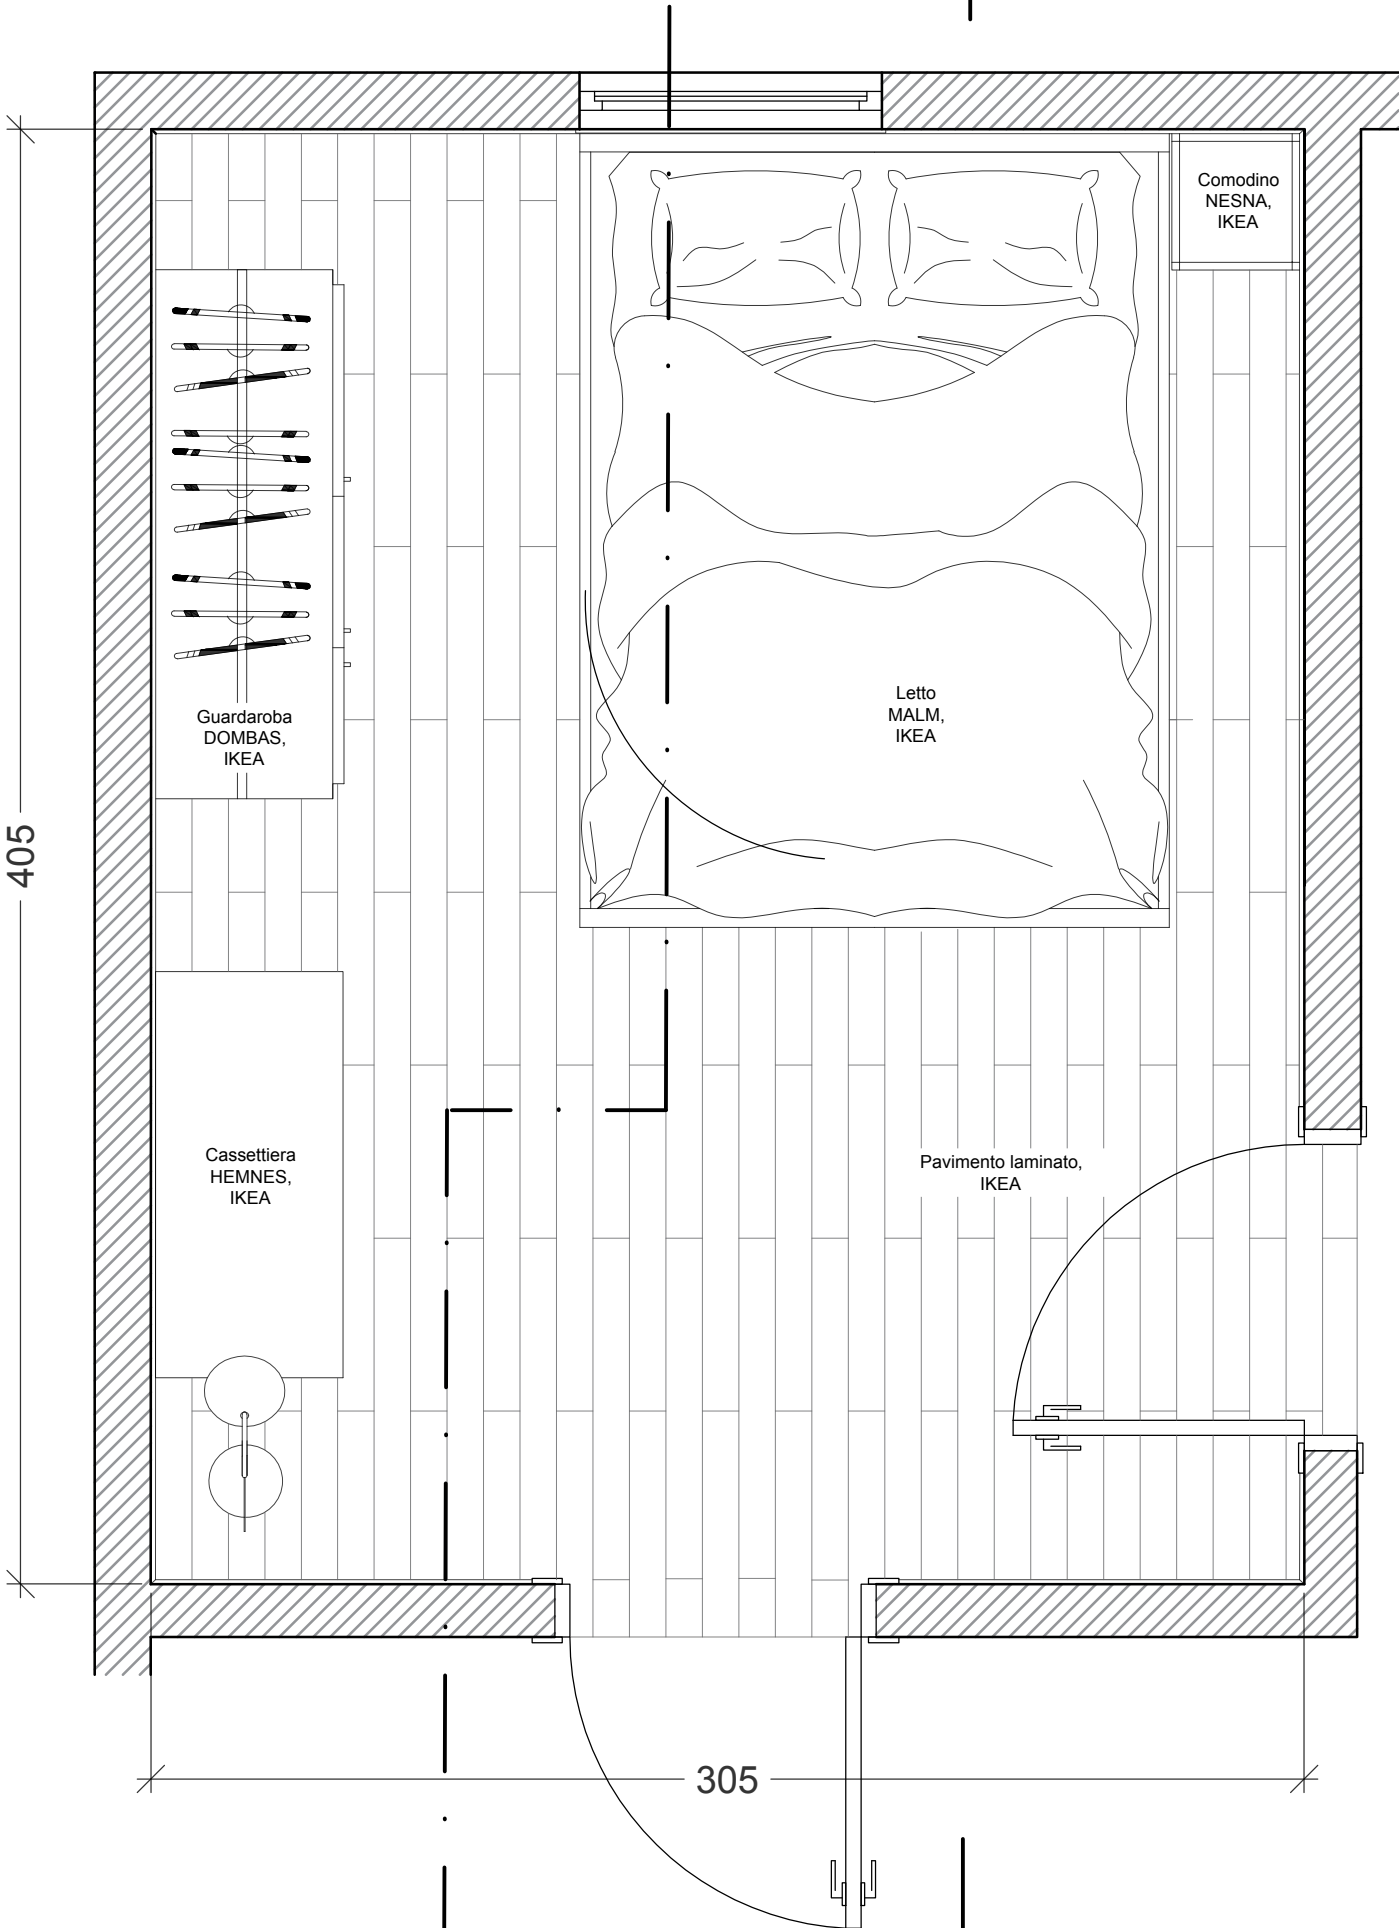 Comodino
NESNA,
IKEA
Letto
MALM,
IKEA
Guardaroba
DOMBAS,
IKEA
405
Cassettiera
HEMNES,
IKEA
Pavimento laminato,
IKEA
305